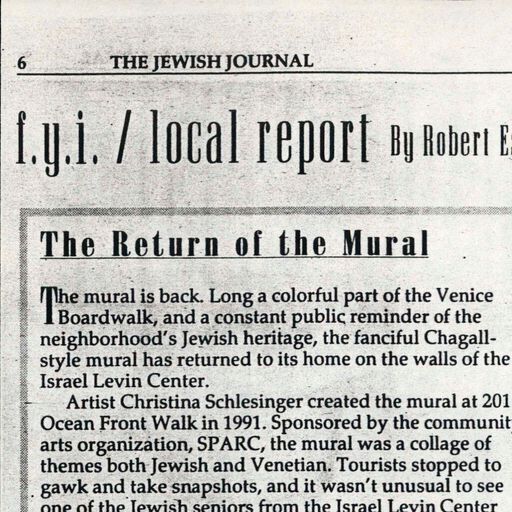 6 THE JEWISH JOURNAL
f.y.i. / local report By Robert
The Return of the Mural
The mural is back. Long a colorful part of the Venice
Boardwalk, and a constant public reminder of the
neighborhood's Jewish heritage, the fanciful Chagall-
style mural has returned to its home on the walls of the
Israel Levin Center.
Artist Christina Schlesinger created the mural at 201
Ocean Front Walk in 1991. Sponsored by the communit
arts organization, SPARC, the mural was a collage of
themes both Jewish and Venetian. Tourists stopped to
gawk and take snapshots, and it wasn't unusual to see
one of the Jewish seniors from the Israel Levin Center